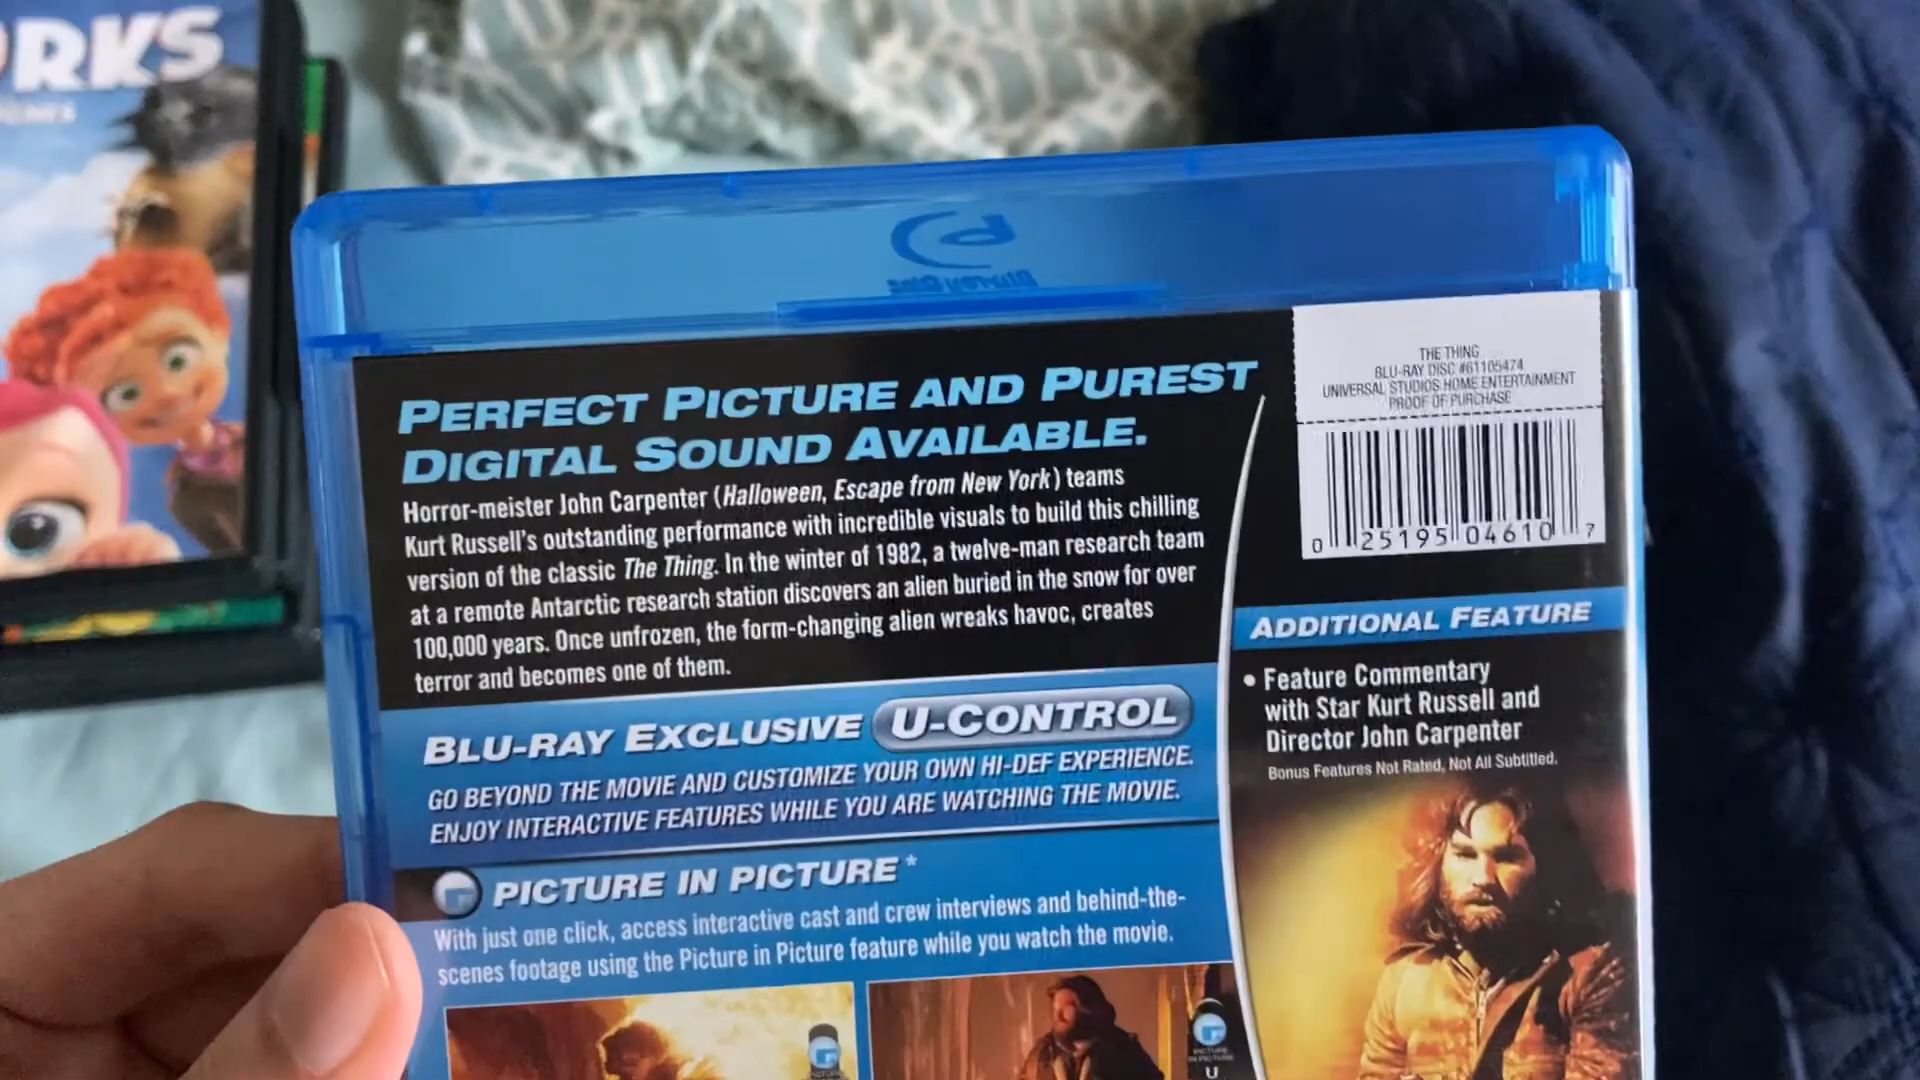 RKS
THE THING
BLU-RAY DISC #61105474
UNIVERSAL STUDIOS HOME ENTERTAINMENT
PROOF OF PURCHASE
0 25195 04610 7
PERFECT PICTURE AND PUREST
DIGITAL SOUND AVAILABLE.
Horror-meister John Carpenter (Halloween, Escape from New York) teams
Kurt Russell's outstanding performance with incredible visuals to build this chilling
version of the classic The Thing. In the winter of 1982, a twelve-man research team
at a remote Antarctic research station discovers an alien buried in the snow for over
100,000 years. Once unfrozen, the form-changing alien wreaks havoc, creates
terror and becomes one of them.
BLU-RAY EXCLUSIVE U-CONTROL
GO BEYOND THE MOVIE AND CUSTOMIZE YOUR OWN HI-DEF EXPERIENCE.
ENJOY INTERACTIVE FEATURES WHILE YOU ARE WATCHING THE MOVIE.
PICTURE IN PICTURE*
With just one click, access interactive cast and crew interviews and behind-the-
scenes footage using the Picture in Picture feature while you watch the movie.
ADDITIONAL FEATURE
• Feature Commentary
with Star Kurt Russell and
Director John Carpenter
Bonus Features Not Rated, Not All Subtitled.
PICTURE
IN PICTURE
U